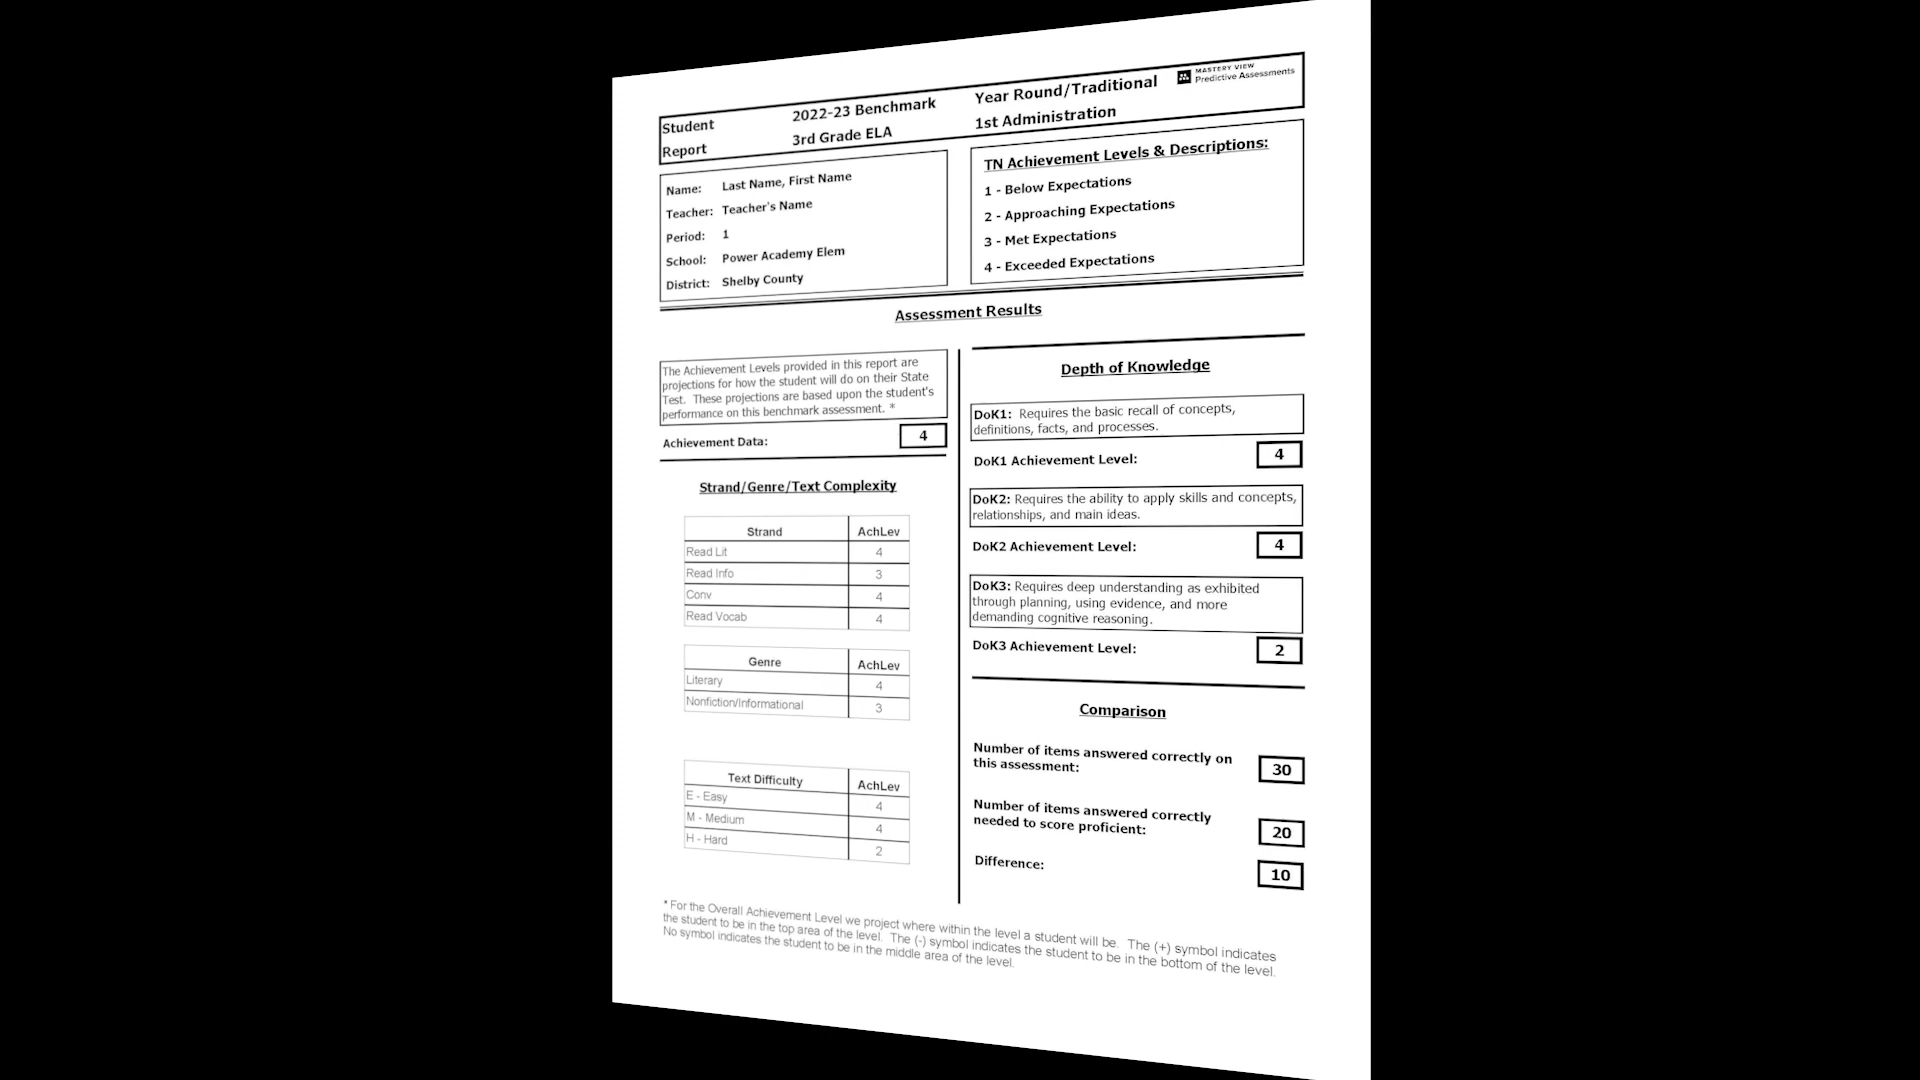 Student Report
2022-23 Benchmark
3rd Grade ELA
Year Round/Traditional
1st Administration
MASTERY VIEW
Predictive Assessments
Name: Last Name, First Name
Teacher: Teacher's Name
Period: 1
School: Power Academy Elem
District: Shelby County
TN Achievement Levels & Descriptions:
1 - Below Expectations
2 - Approaching Expectations
3 - Met Expectations
4 - Exceeded Expectations
Assessment Results
The Achievement Levels provided in this report are
projections for how the student will do on their State
Test. These projections are based upon the student's
performance on this benchmark assessment. *
Achievement Data: 4
Strand/Genre/Text Complexity
Strand AchLev
Read Lit 4
Read Info 3
Conv 4
Read Vocab 4
Genre AchLev
Literary 4
Nonfiction/Informational 3
Text Difficulty AchLev
E - Easy 4
M - Medium 4
H - Hard 2
Depth of Knowledge
DoK1: Requires the basic recall of concepts,
definitions, facts, and processes.
DoK1 Achievement Level: 4
DoK2: Requires the ability to apply skills and concepts,
relationships, and main ideas.
DoK2 Achievement Level: 4
DoK3: Requires deep understanding as exhibited
through planning, using evidence, and more
demanding cognitive reasoning.
DoK3 Achievement Level: 2
Comparison
Number of items answered correctly on
this assessment: 30
Number of items answered correctly
needed to score proficient: 20
Difference: 10
* For the Overall Achievement Level we project where within the level a student will be. The (+) symbol indicates
the student to be in the top area of the level. The (-) symbol indicates the student to be in the bottom of the level.
No symbol indicates the student to be in the middle area of the level.